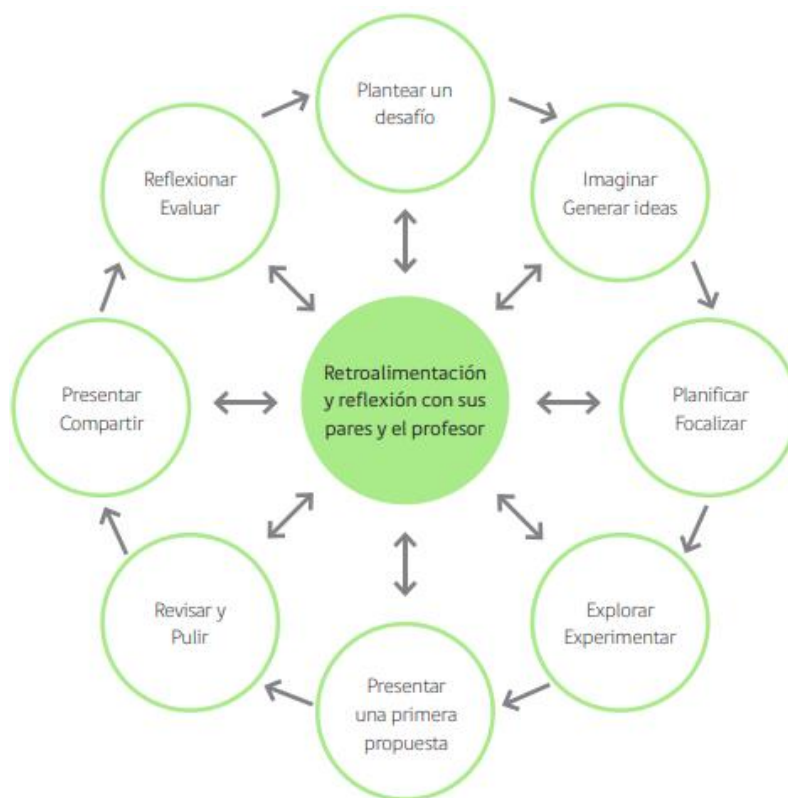 Plantear un
desafío
Imaginar
Generar ideas
Planificar
Focalizar
Explorar
Experimentar
Presentar
una primera
propuesta
Revisar y
Pulir
Presentar
Compartir
Reflexionar
Evaluar
Retroalimentación
y reflexión con sus
pares y el profesor